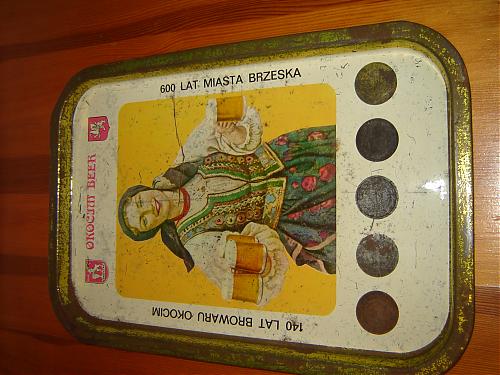 OKOCIM BEER
600 LAT MIASTA BRZESKA
140 LAT BROWARU OKOCIM